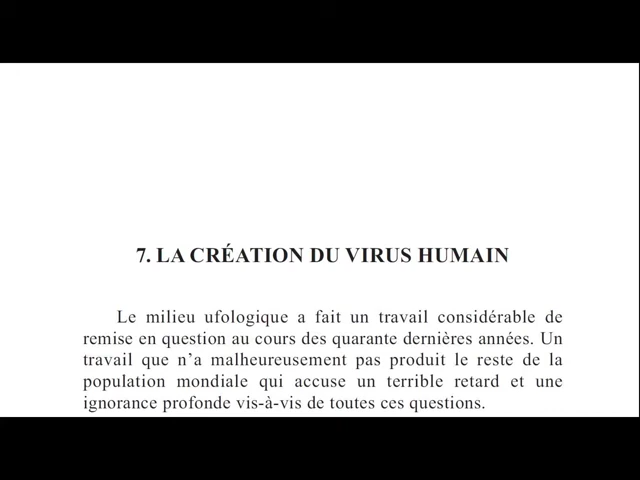 7. LA CRÉATION DU VIRUS HUMAIN
Le milieu ufologique a fait un travail considérable de
remise en question au cours des quarante dernières années. Un
travail que n’a malheureusement pas produit le reste de la
population mondiale qui accuse un terrible retard et une
ignorance profonde vis-à-vis de toutes ces questions.